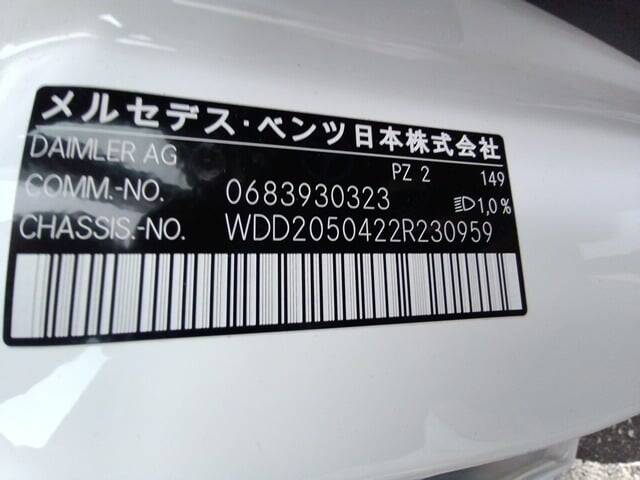 メルセデス・ベンツ日本株式会社
DAIMLER AG PZ 2 149
COMM.-NO. 0683930323 1,0%
CHASSIS.-NO. WDD2050422R230959